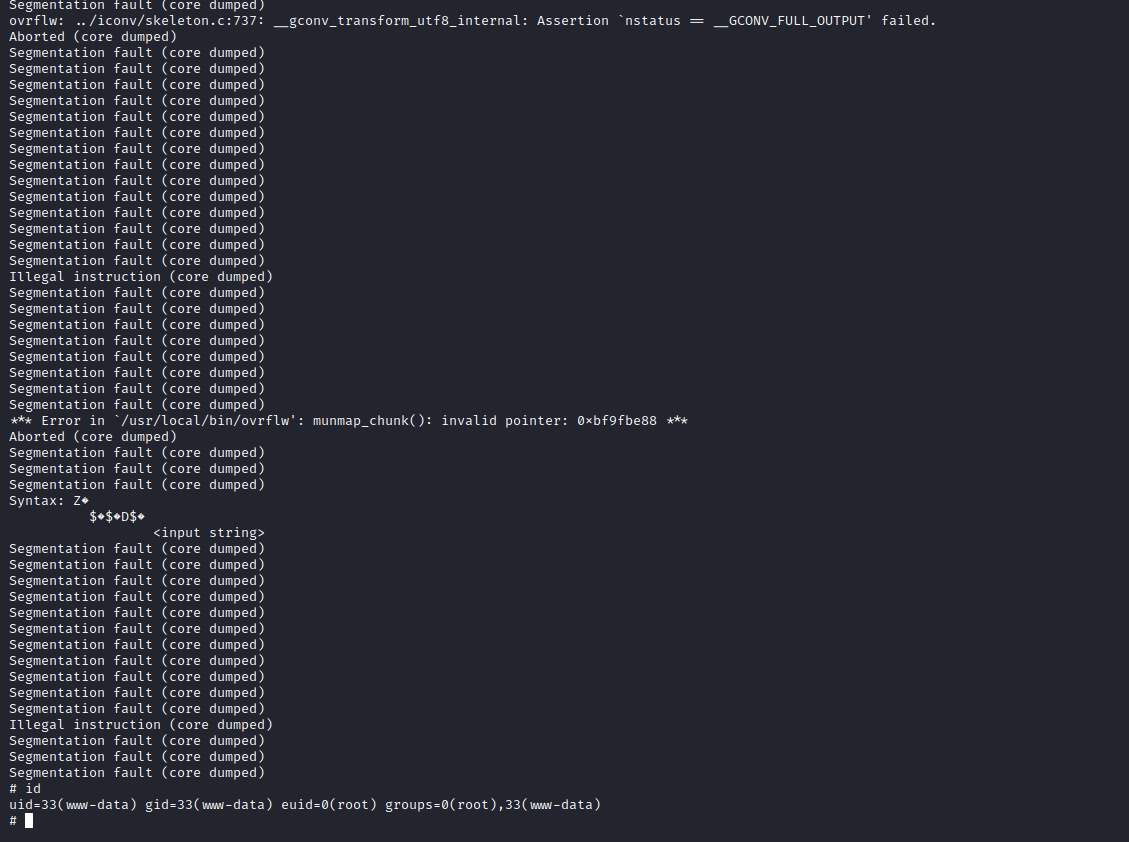 Segmentation fault (core dumped)
ovrflw: ../iconv/skeleton.c:737: __gconv_transform_utf8_internal: Assertion `nstatus == __GCONV_FULL_OUTPUT' failed.
Aborted (core dumped)
Segmentation fault (core dumped)
Segmentation fault (core dumped)
Segmentation fault (core dumped)
Segmentation fault (core dumped)
Segmentation fault (core dumped)
Segmentation fault (core dumped)
Segmentation fault (core dumped)
Segmentation fault (core dumped)
Segmentation fault (core dumped)
Segmentation fault (core dumped)
Segmentation fault (core dumped)
Segmentation fault (core dumped)
Segmentation fault (core dumped)
Segmentation fault (core dumped)
Illegal instruction (core dumped)
Segmentation fault (core dumped)
Segmentation fault (core dumped)
Segmentation fault (core dumped)
Segmentation fault (core dumped)
Segmentation fault (core dumped)
Segmentation fault (core dumped)
Segmentation fault (core dumped)
Segmentation fault (core dumped)
*** Error in `/usr/local/bin/ovrflw': munmap_chunk(): invalid pointer: 0xbf9fbe88 ***
Aborted (core dumped)
Segmentation fault (core dumped)
Segmentation fault (core dumped)
Segmentation fault (core dumped)
Syntax: Z�
$�$�D$�
<input string>
Segmentation fault (core dumped)
Segmentation fault (core dumped)
Segmentation fault (core dumped)
Segmentation fault (core dumped)
Segmentation fault (core dumped)
Segmentation fault (core dumped)
Segmentation fault (core dumped)
Segmentation fault (core dumped)
Segmentation fault (core dumped)
Segmentation fault (core dumped)
Segmentation fault (core dumped)
Illegal instruction (core dumped)
Segmentation fault (core dumped)
Segmentation fault (core dumped)
Segmentation fault (core dumped)
# id
uid=33(www-data) gid=33(www-data) euid=0(root) groups=0(root),33(www-data)
#